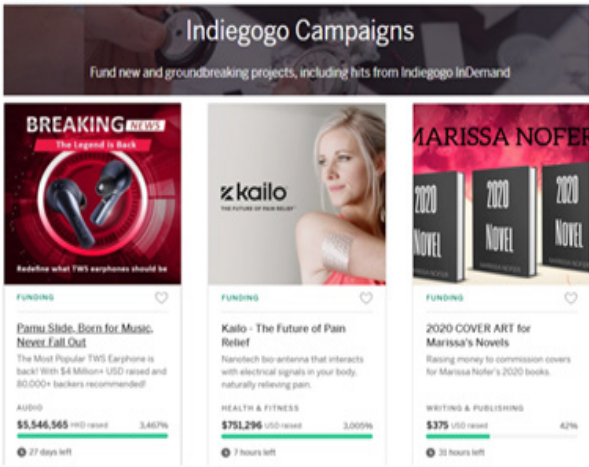 Indiegogo Campaigns
Fund new and groundbreaking projects, including hits from Indiegogo InDemand
BREAKING NEWS
The Legend is Back
Redefine what TWS earphones should be
FUNDING
Pamu Slide, Born for Music,
Never Fall Out
The Most Popular TWS Earphone is
back! With $4 Million+ USD raised and
80,000+ backers recommended!
AUDIO
$5,546,565 HKD raised 3,467%
27 days left
kailo
THE FUTURE OF PAIN RELIEF
FUNDING
Kailo - The Future of Pain
Relief
Nanotech bio-antenna that interacts
with electrical signals in your body,
naturally relieving pain.
HEALTH & FITNESS
$751,296 USD raised 3,005%
7 hours left
MARISSA NOFER
2020
NOVEL
2020
NOVEL
2020
NOVEL
FUNDING
2020 COVER ART for
Marissa's Novels
Raising money to commission covers
for Marissa Nofer's 2020 books.
WRITING & PUBLISHING
$375 USD raised 42%
31 hours left